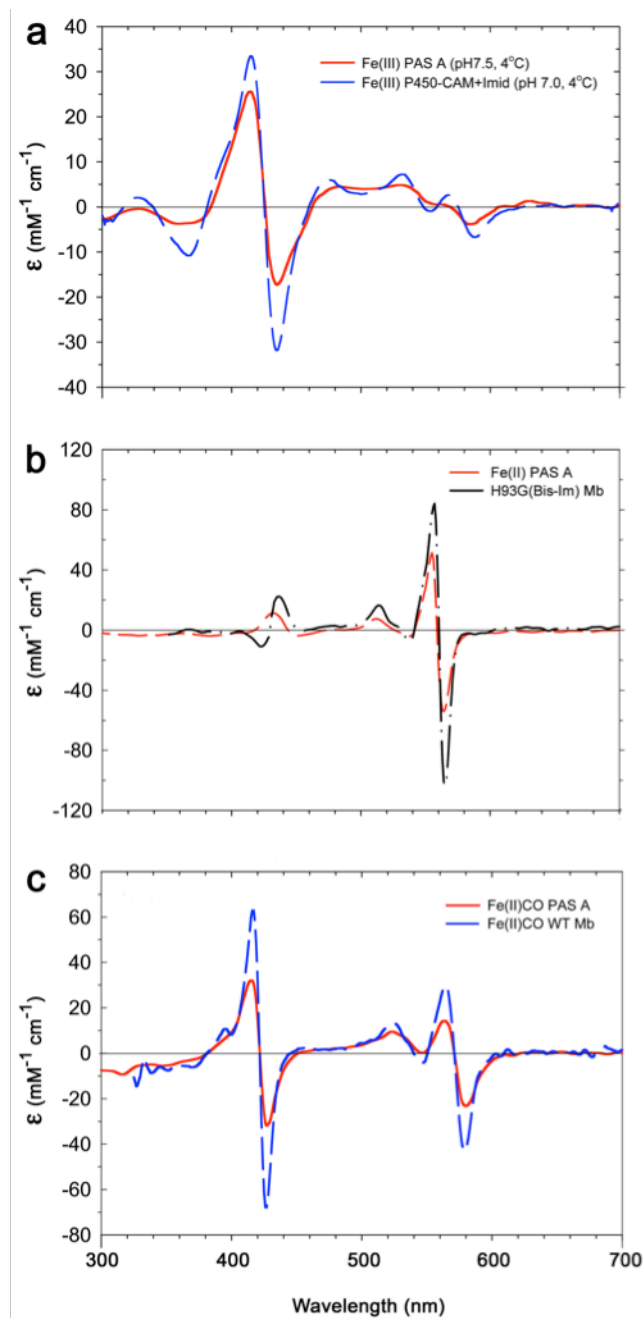 a
Fe(III) PAS A (pH7.5, 4°C)
Fe(III) P450-CAM+Imid (pH 7.0, 4°C)
40
30
20
10
0
-10
-20
-30
-40
ε (mM⁻¹ cm⁻¹)
b
Fe(II) PAS A
H93G(Bis-Im) Mb
120
80
40
0
-40
-80
-120
ε (mM⁻¹ cm⁻¹)
c
Fe(II)CO PAS A
Fe(II)CO WT Mb
80
60
40
20
0
-20
-40
-60
-80
ε (mM⁻¹ cm⁻¹)
300 400 500 600 700
Wavelength (nm)